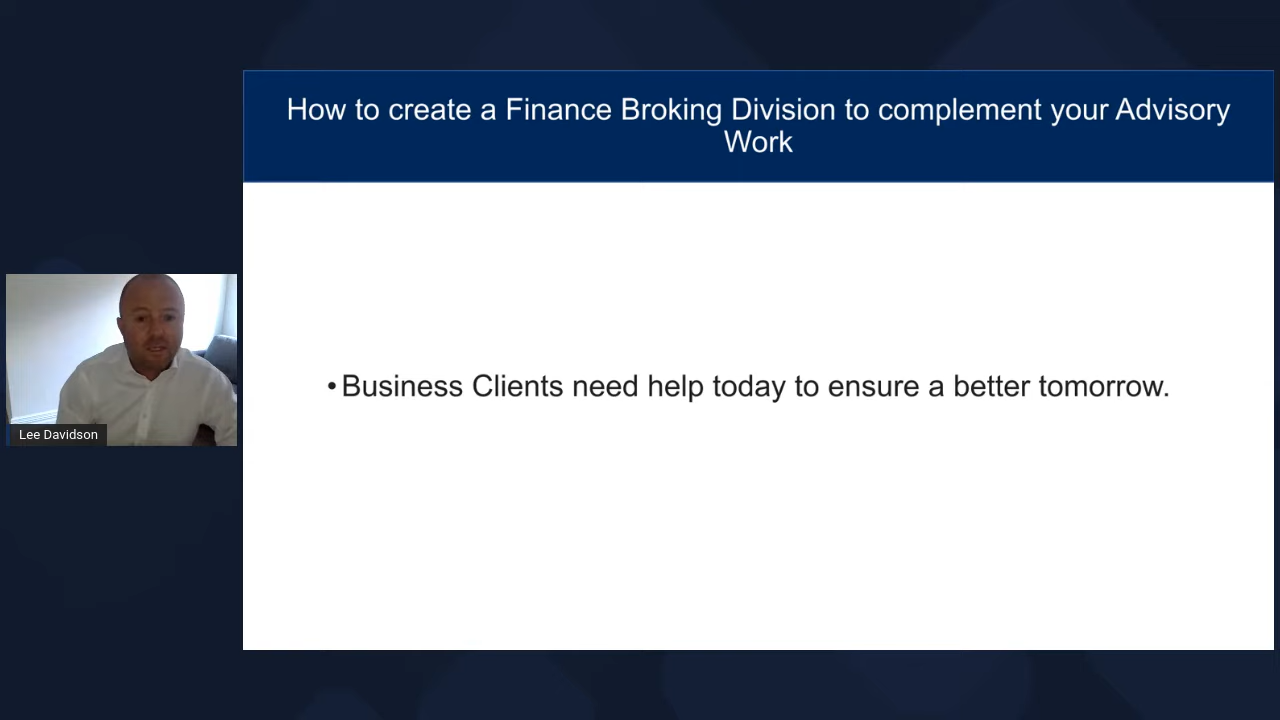 How to create a Finance Broking Division to complement your Advisory
Work
•Business Clients need help today to ensure a better tomorrow.
Lee Davidson